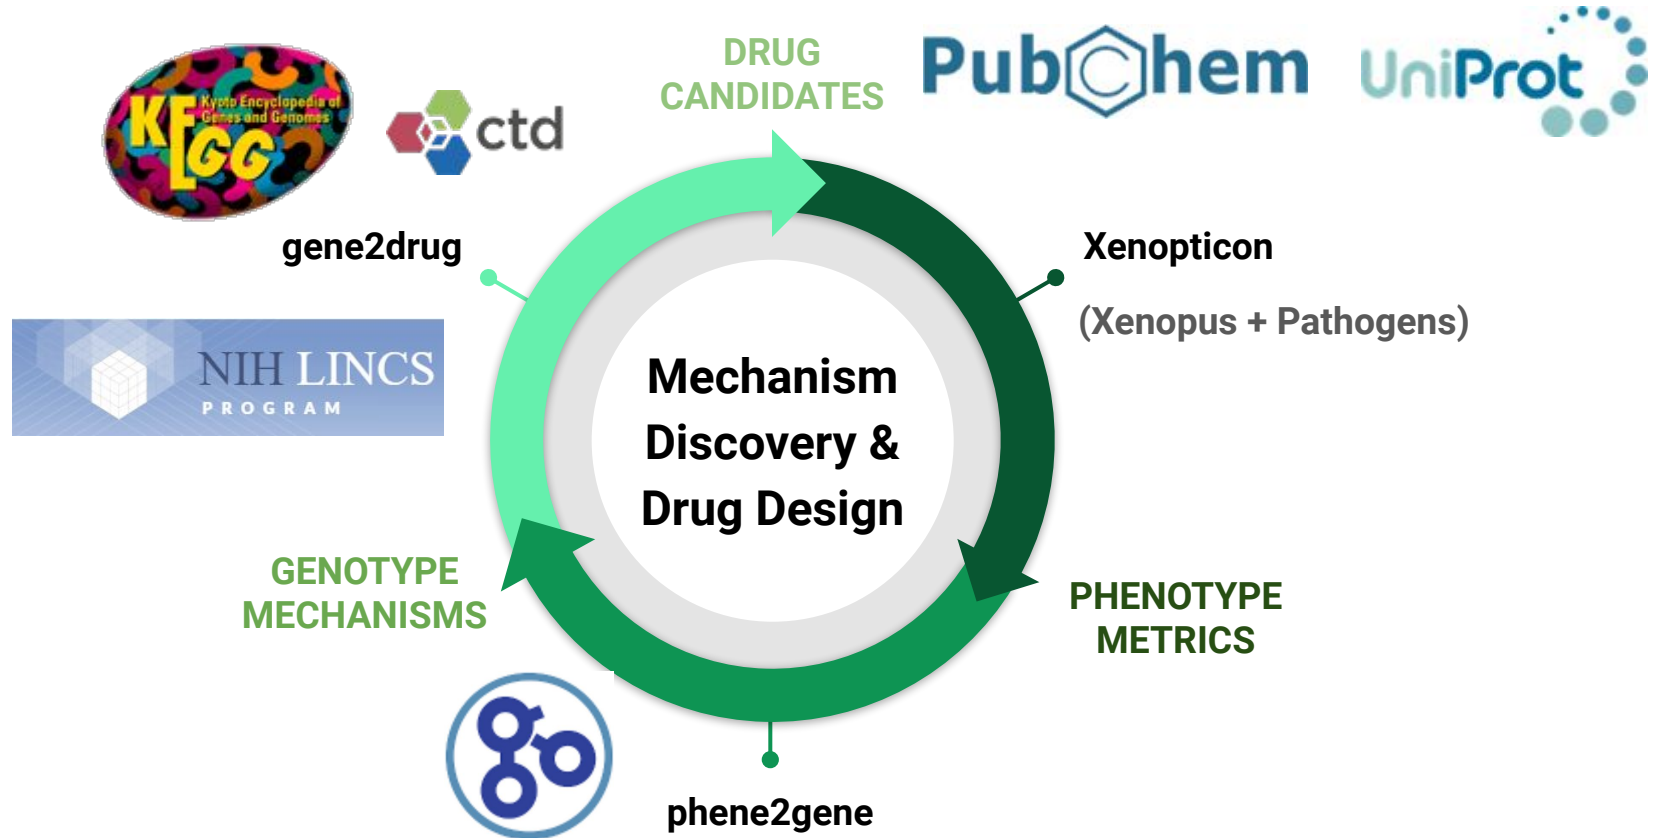 DRUG
CANDIDATES
PubChem
UniProt
KEGG
Kyoto Encyclopedia of
Genes and Genomes
ctd
gene2drug
Xenopticon
(Xenopus + Pathogens)
NIH LINCS
PROGRAM
Mechanism
Discovery &
Drug Design
GENOTYPE
MECHANISMS
PHENOTYPE
METRICS
go
phene2gene